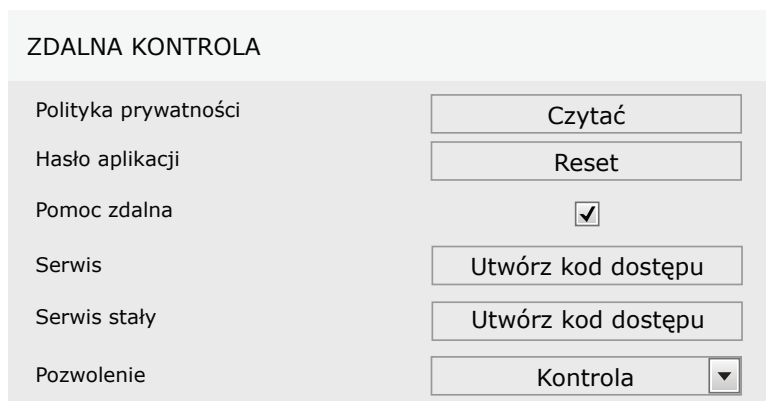 ZDALNA KONTROLA
Polityka prywatności Czytać
Hasło aplikacji Reset
Pomoc zdalna
Serwis Utwórz kod dostępu
Serwis stały Utwórz kod dostępu
Pozwolenie Kontrola